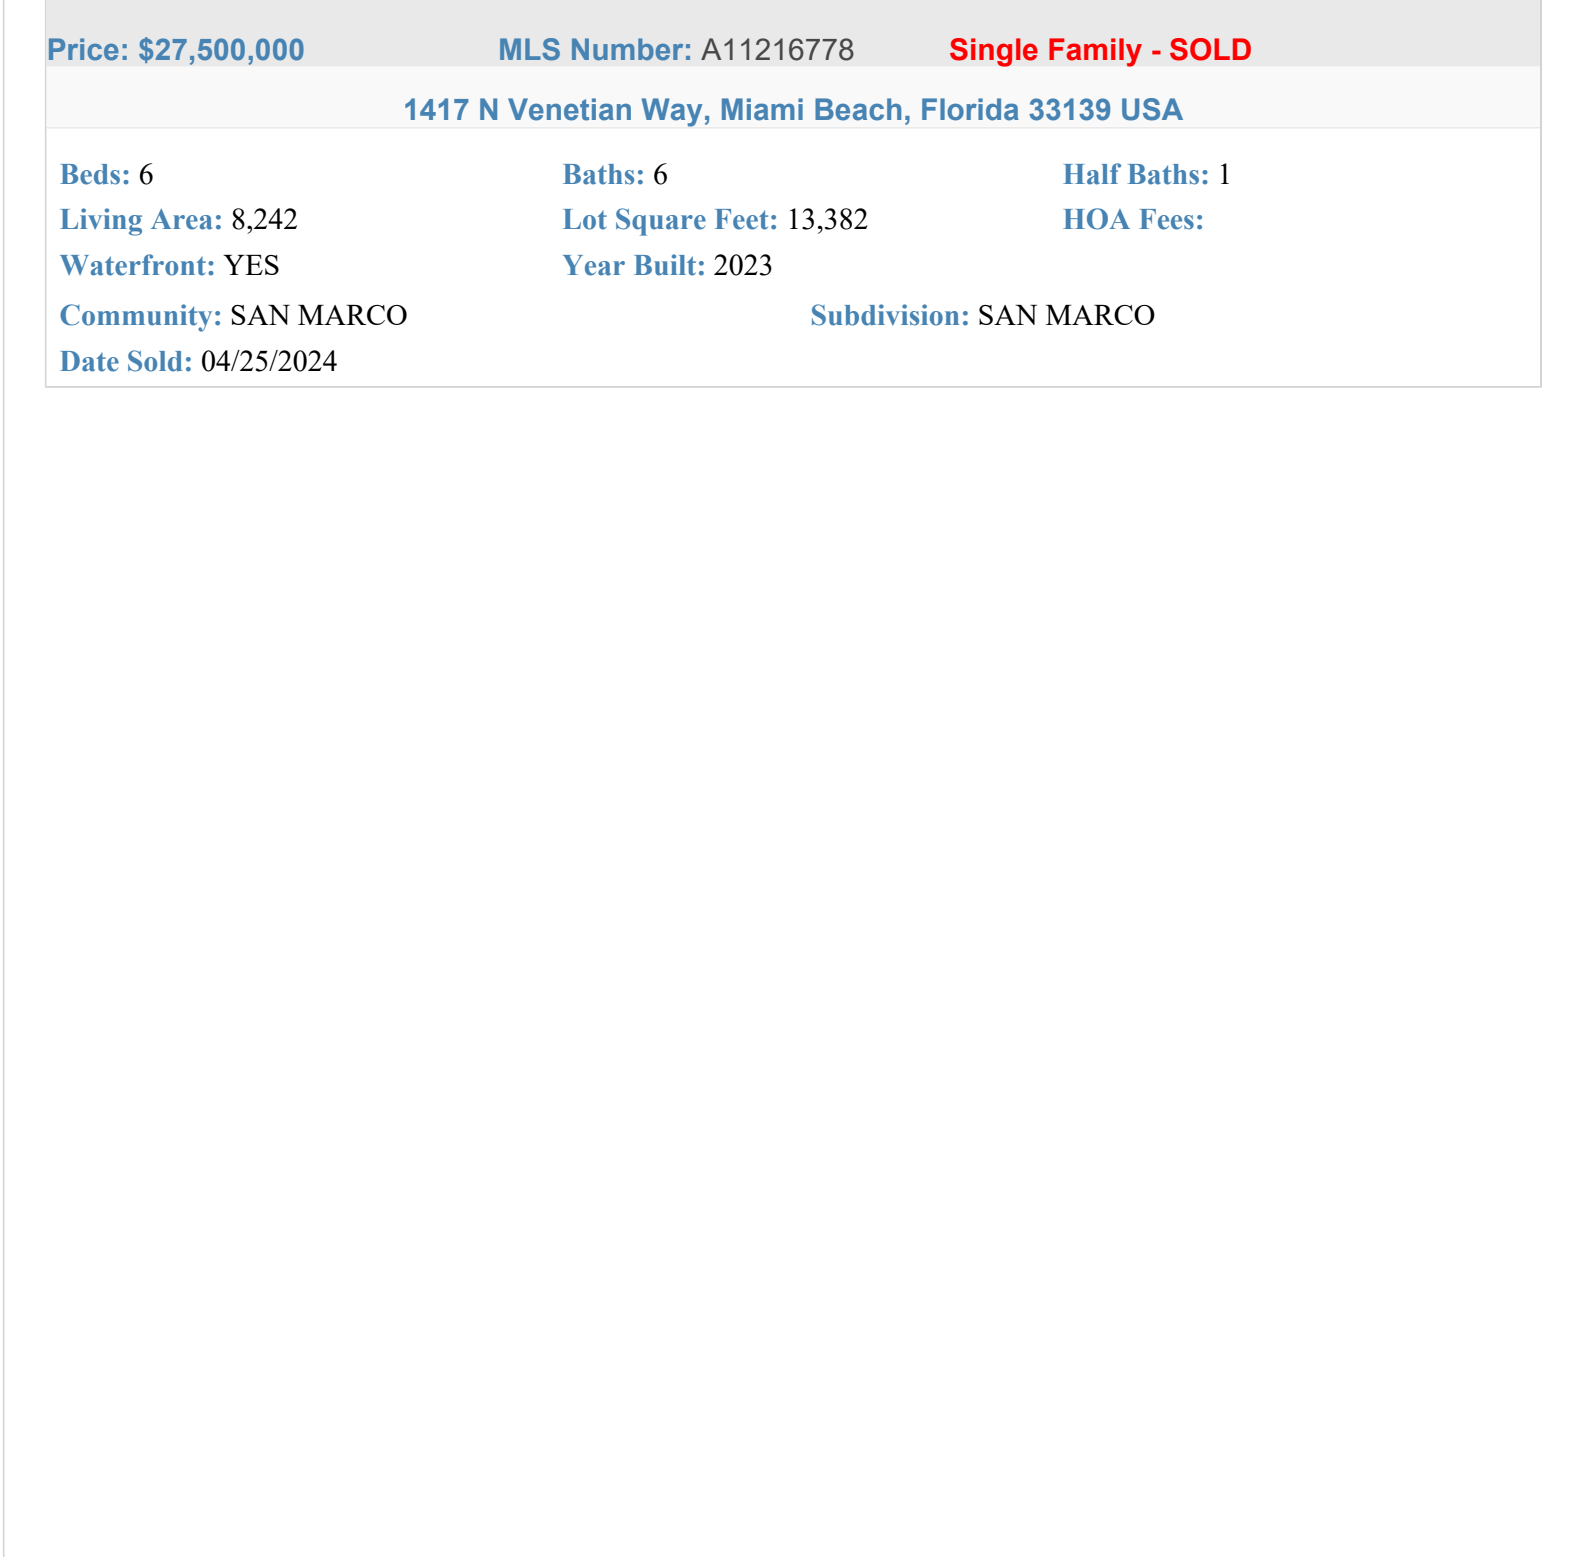 Price: $27,500,000 MLS Number: A11216778 Single Family - SOLD
1417 N Venetian Way, Miami Beach, Florida 33139 USA
Beds: 6 Baths: 6 Half Baths: 1
Living Area: 8,242 Lot Square Feet: 13,382 HOA Fees:
Waterfront: YES Year Built: 2023
Community: SAN MARCO Subdivision: SAN MARCO
Date Sold: 04/25/2024